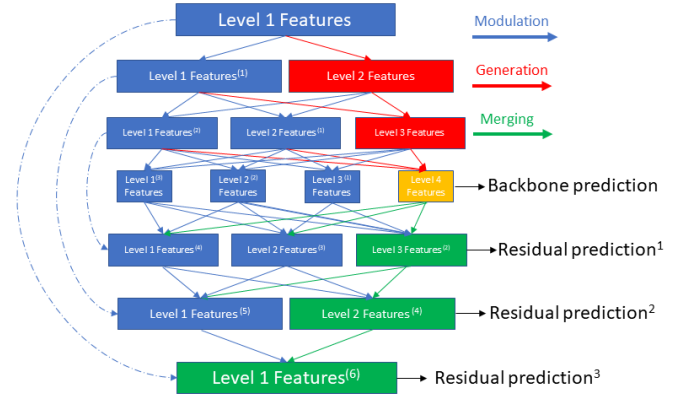 Level 1 Features
Modulation
Level 1 Features(1)
Level 2 Features
Generation
Level 1 Features (2)
Level 2 Features (1)
Level 3 Features
Merging
Level 1(3)
Features
Level 2 (2)
Features
Level 3 (1)
Features
Level 4
Features
Backbone prediction
Level 1 Features(4)
Level 2 Features(3)
Level 3 Features(2)
Residual prediction1
Level 1 Features (5)
Level 2 Features (4)
Residual prediction2
Level 1 Features(6)
Residual prediction3